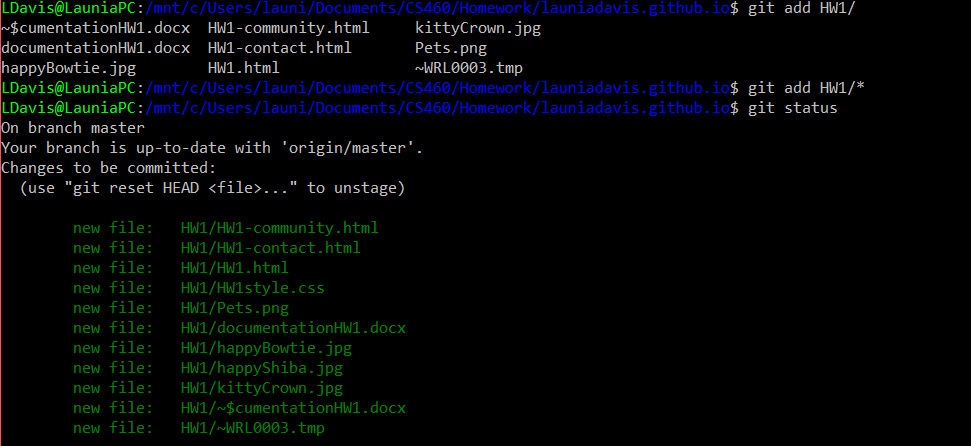 LDavis@LauniaPC:/mnt/c/Users/launi/Documents/CS460/Homework/launiadavis.github.io$ git add HW1/
~$cumentationHW1.docx  HW1-community.html     kittyCrown.jpg
documentationHW1.docx  HW1-contact.html       Pets.png
happyBowtie.jpg        HW1.html               ~WRL0003.tmp
LDavis@LauniaPC:/mnt/c/Users/launi/Documents/CS460/Homework/launiadavis.github.io$ git add HW1/*
LDavis@LauniaPC:/mnt/c/Users/launi/Documents/CS460/Homework/launiadavis.github.io$ git status
On branch master
Your branch is up-to-date with 'origin/master'.
Changes to be committed:
  (use "git reset HEAD <file>..." to unstage)
        new file:   HW1/HW1-community.html
        new file:   HW1/HW1-contact.html
        new file:   HW1/HW1.html
        new file:   HW1/HW1style.css
        new file:   HW1/Pets.png
        new file:   HW1/documentationHW1.docx
        new file:   HW1/happyBowtie.jpg
        new file:   HW1/happyShiba.jpg
        new file:   HW1/kittyCrown.jpg
        new file:   HW1/~$cumentationHW1.docx
        new file:   HW1/~WRL0003.tmp